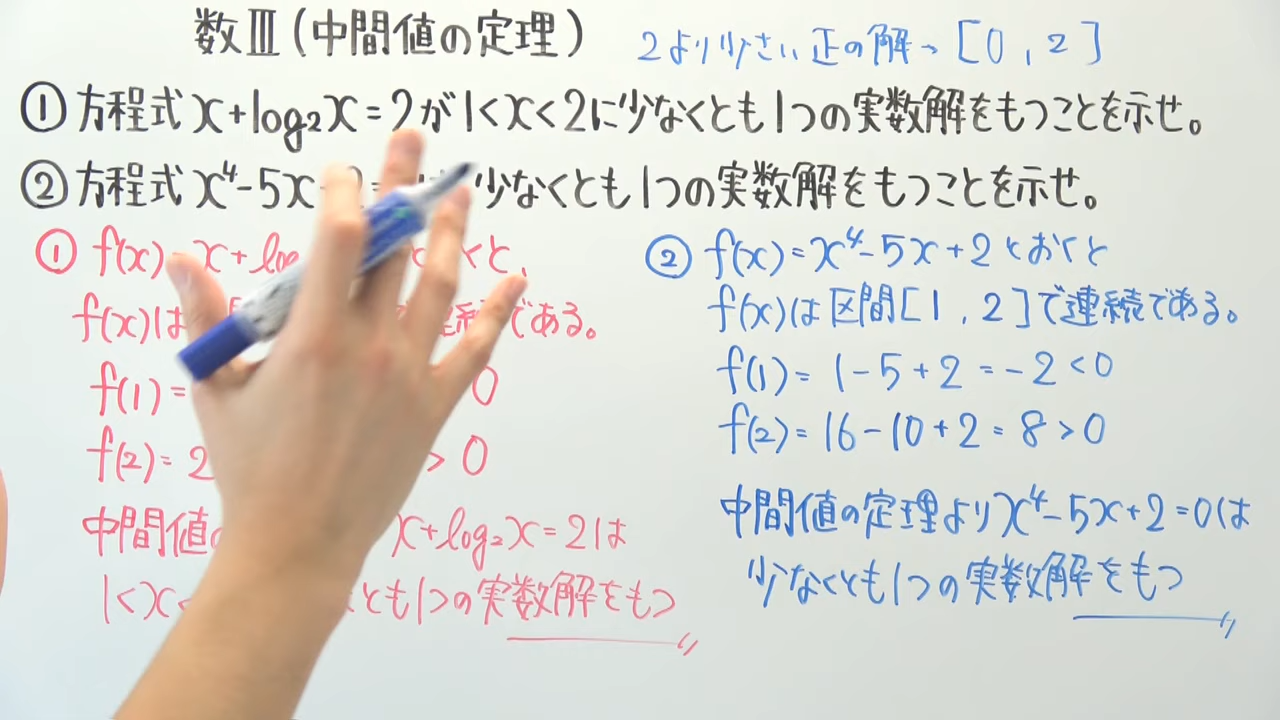 数Ⅲ(中間値の定理)
2より小さい正の解→[0,2]
①方程式x+log₂x=2が1<x<2に少なくとも1つの実数解をもつことを示せ。
②方程式x⁴-5x 少なくとも1つの実数解をもつことを示せ。
① f(x) x+log くと、
f(x)は である。
f(1)= 0
f(2)=2 >0
中間値 x+log₂x=2は
1<x< とも1つの実数解をもつ
② f(x)=x⁴-5x+2とおくと
f(x)は区間[1,2]で連続である。
f(1)=1-5+2=-2<0
f(2)=16-10+2=8>0
中間値の定理よりx⁴-5x+2=0は
少なくとも1つの実数解をもつ